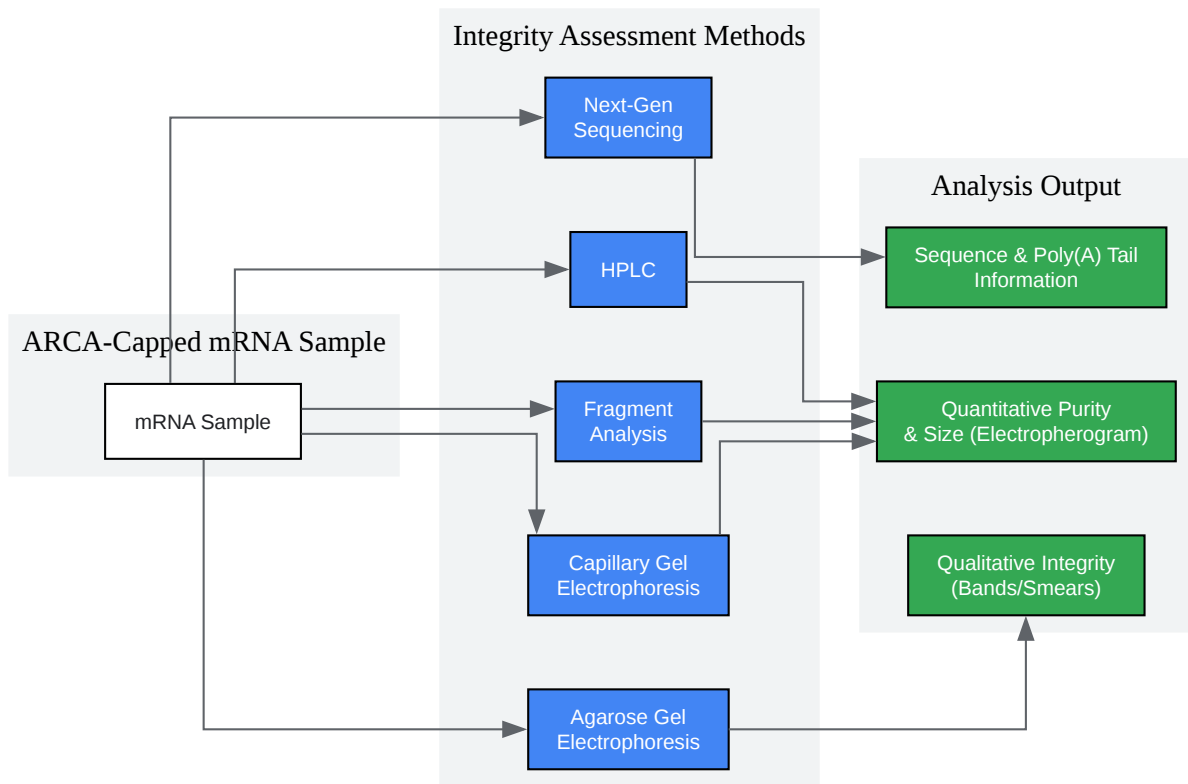 Integrity Assessment Methods
Next-Gen
Sequencing
HPLC
Fragment
Analysis
Capillary Gel
Electrophoresis
Agarose Gel
Electrophoresis
ARCA-Capped mRNA Sample
mRNA Sample
Analysis Output
Sequence & Poly(A) Tail
Information
Quantitative Purity
& Size (Electropherogram)
Qualitative Integrity
(Bands/Smears)